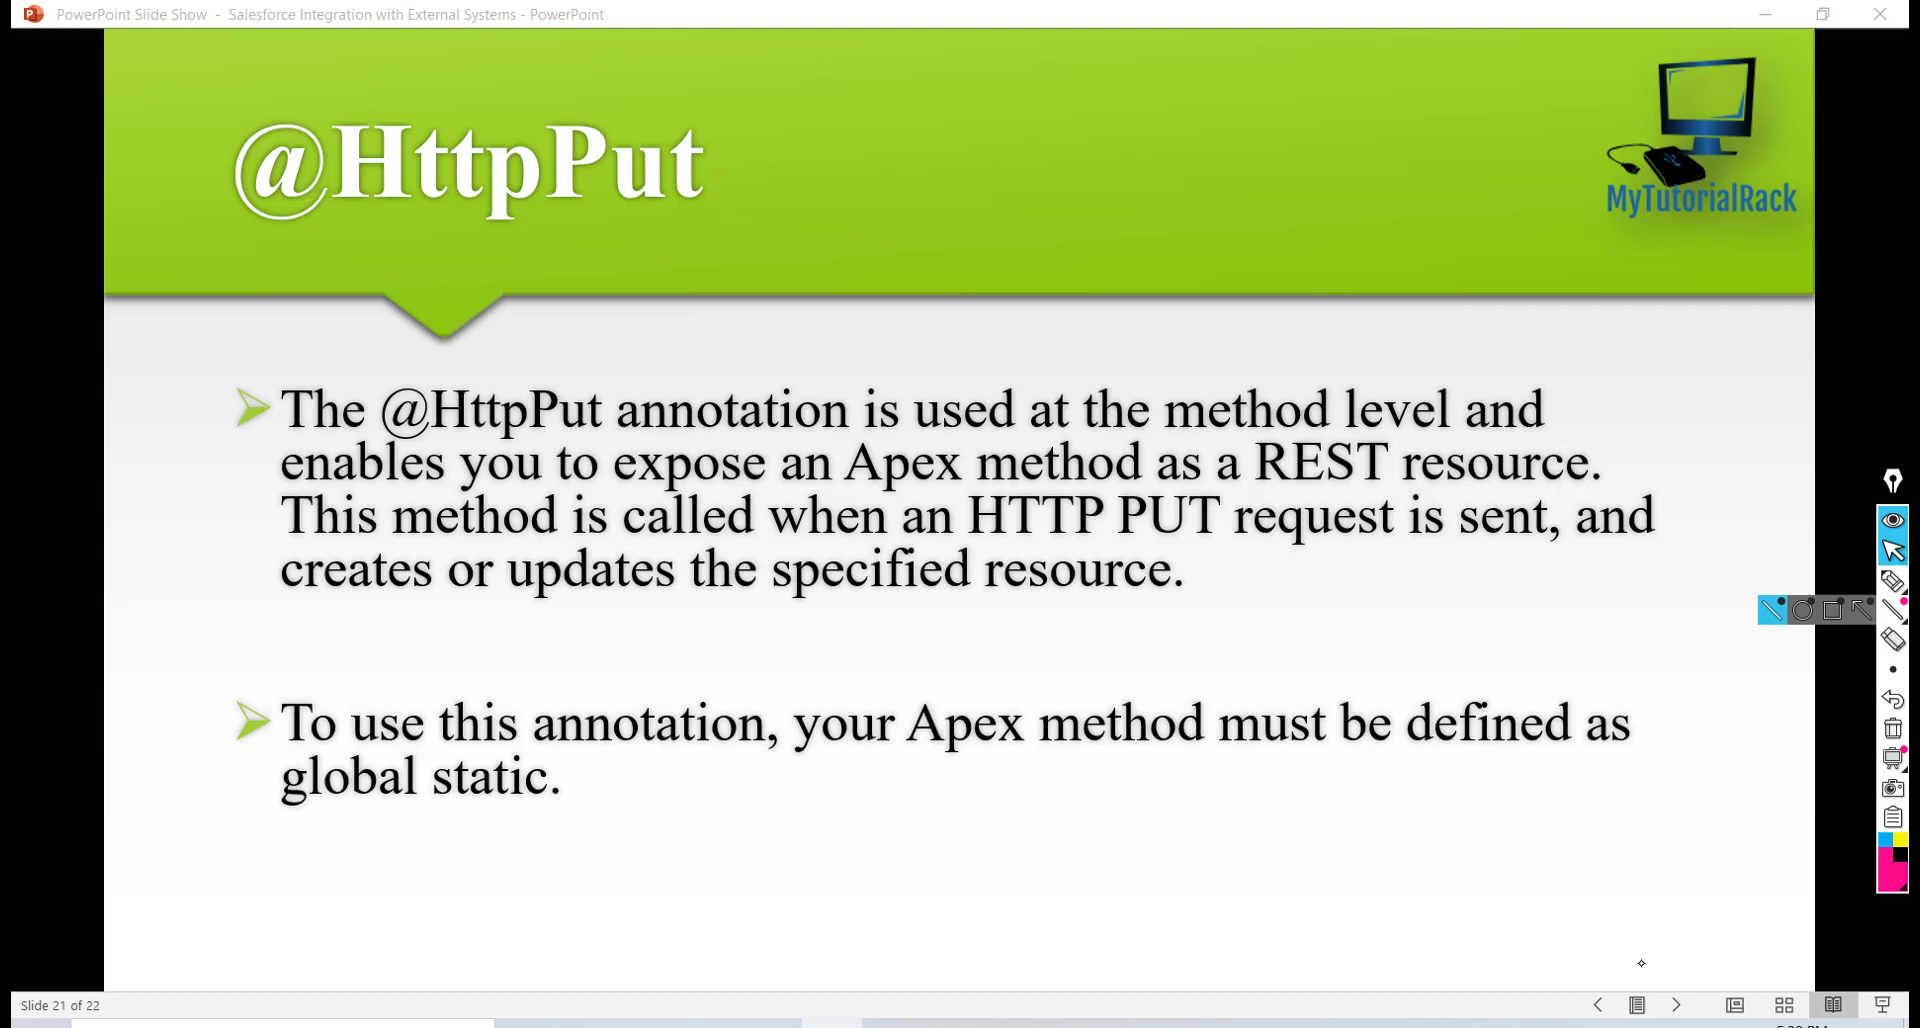 PowerPoint Slide Show - Salesforce Integration with External Systems - PowerPoint
@HttpPut
MyTutorialRack
The @HttpPut annotation is used at the method level and
enables you to expose an Apex method as a REST resource.
This method is called when an HTTP PUT request is sent, and
creates or updates the specified resource.
To use this annotation, your Apex method must be defined as
global static.
Slide 21 of 22